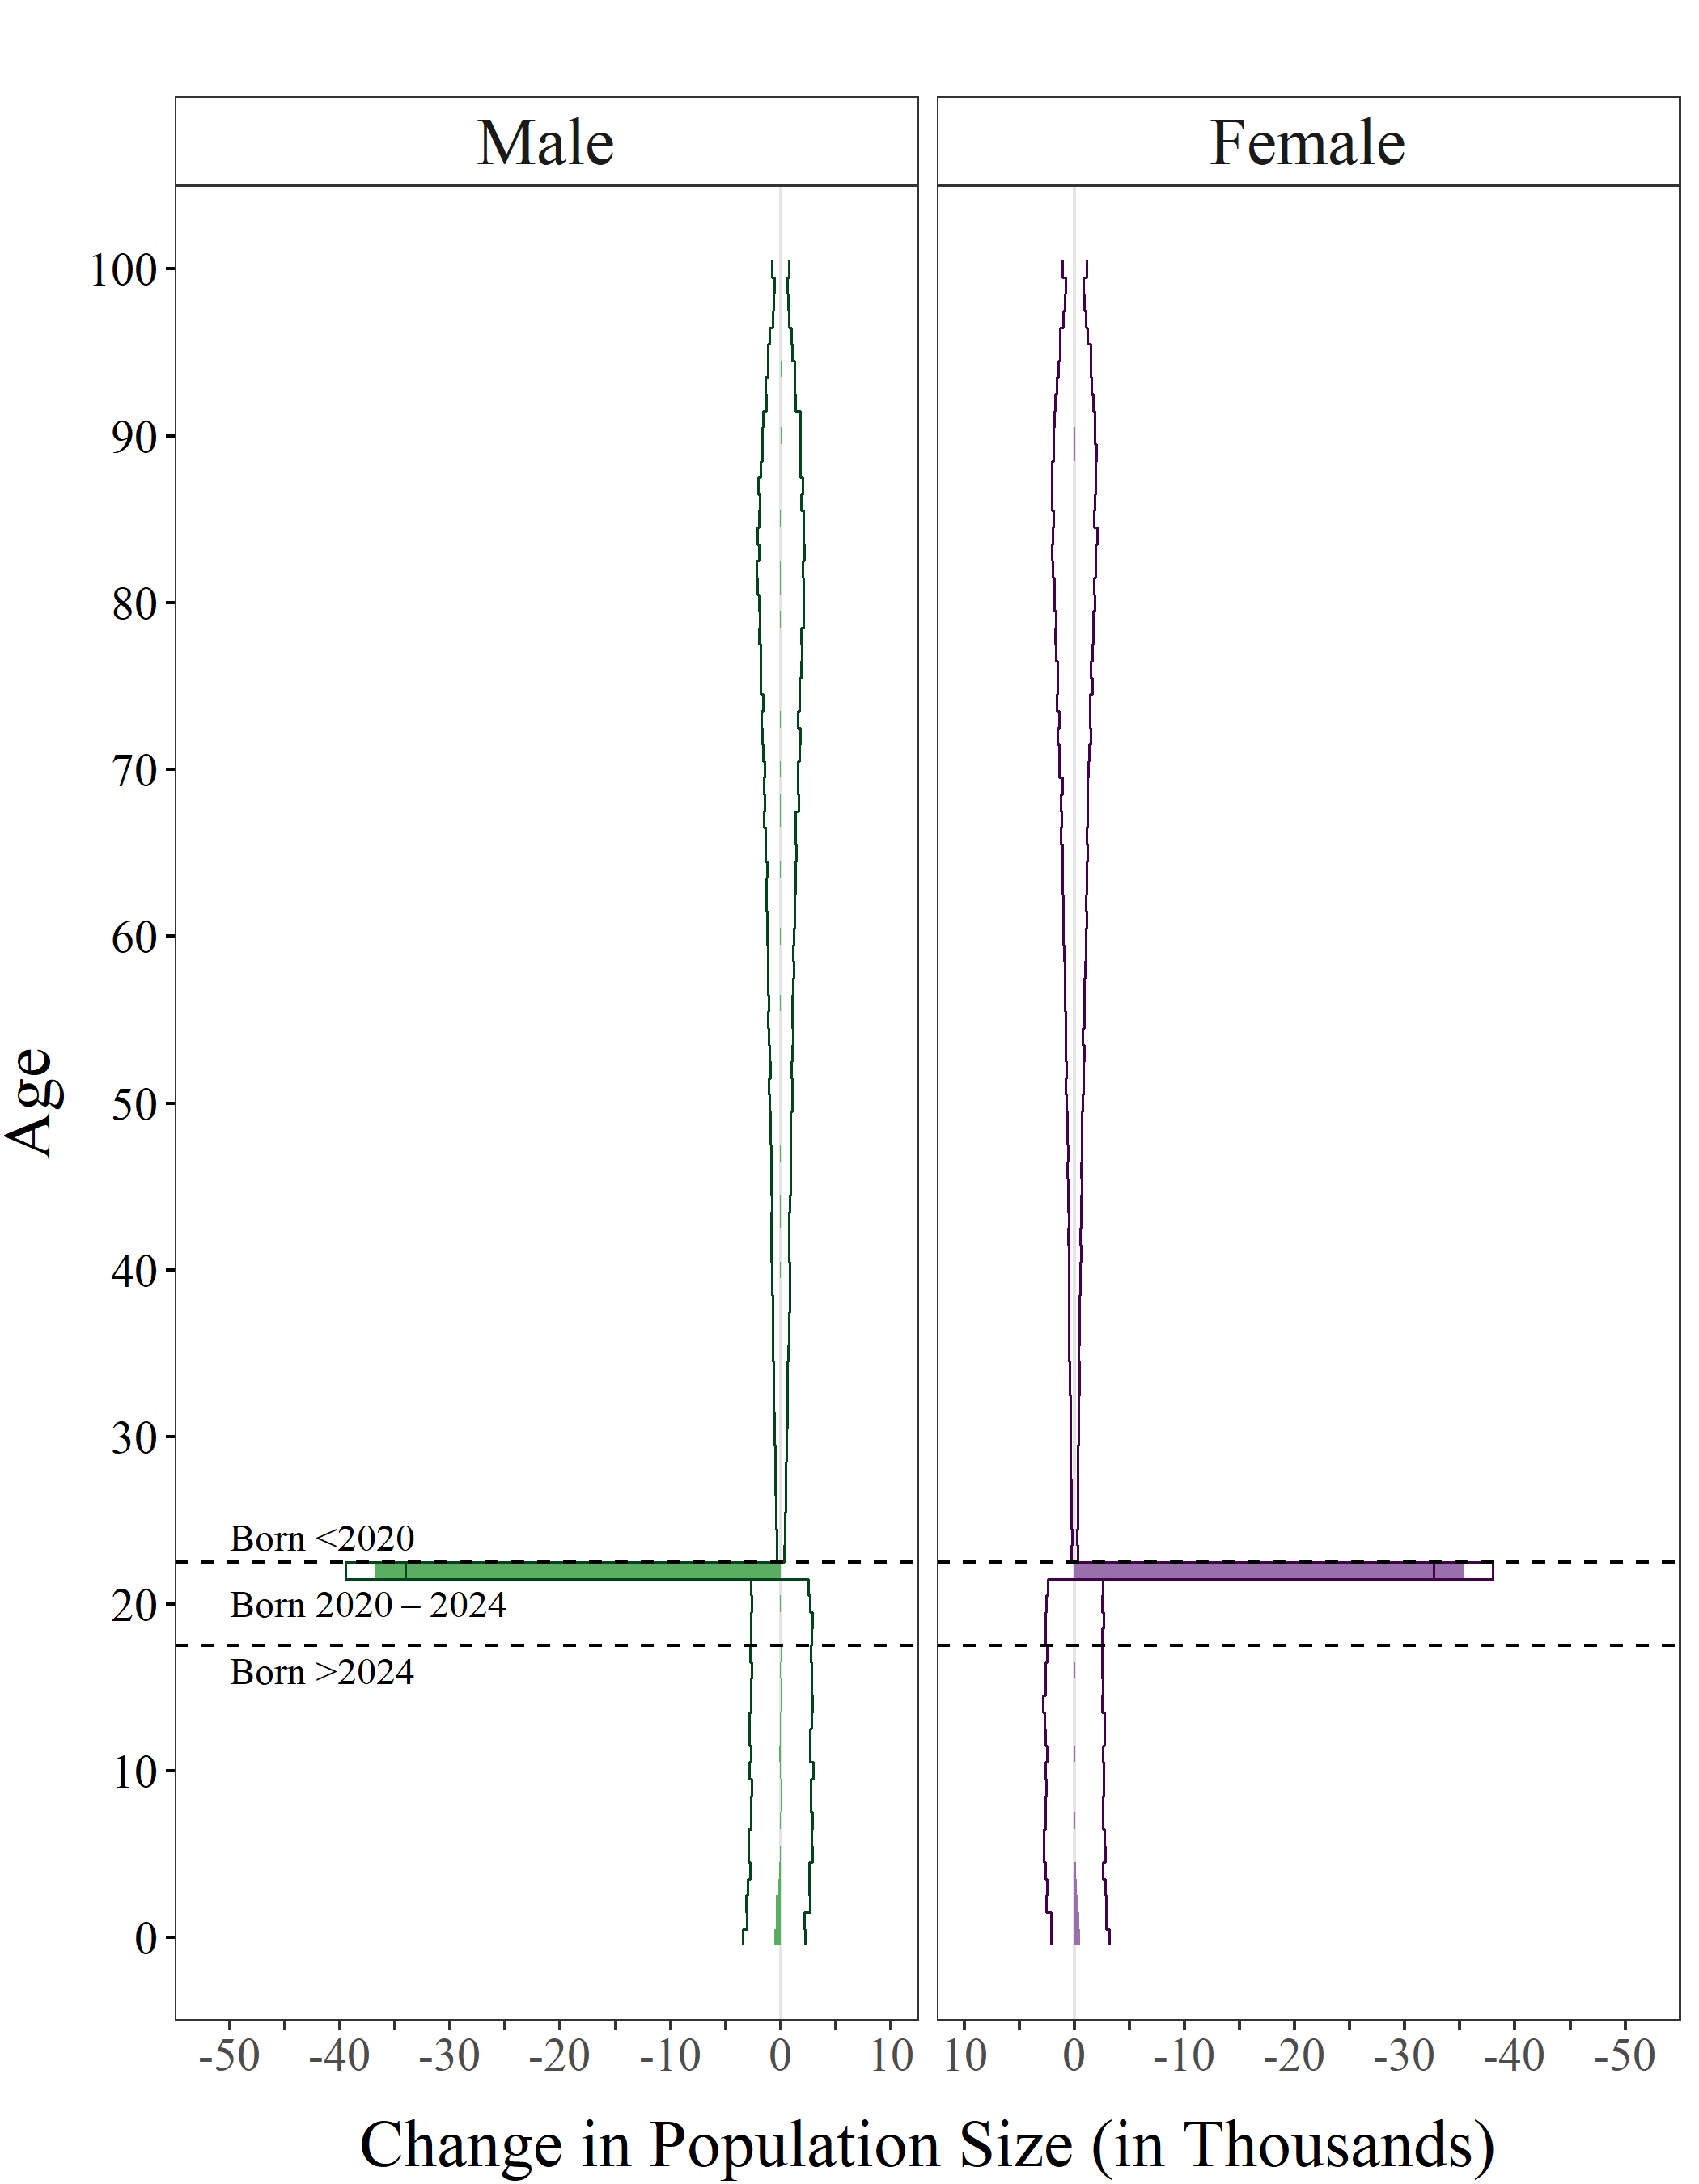 Male Female
100
90
80
70
60
Age
50
40
30
Born <2020
20
Born 2020 – 2024
Born >2024
10
0
-50 -40 -30 -20 -10 0 10 10 0 -10 -20 -30 -40 -50
Change in Population Size (in Thousands)